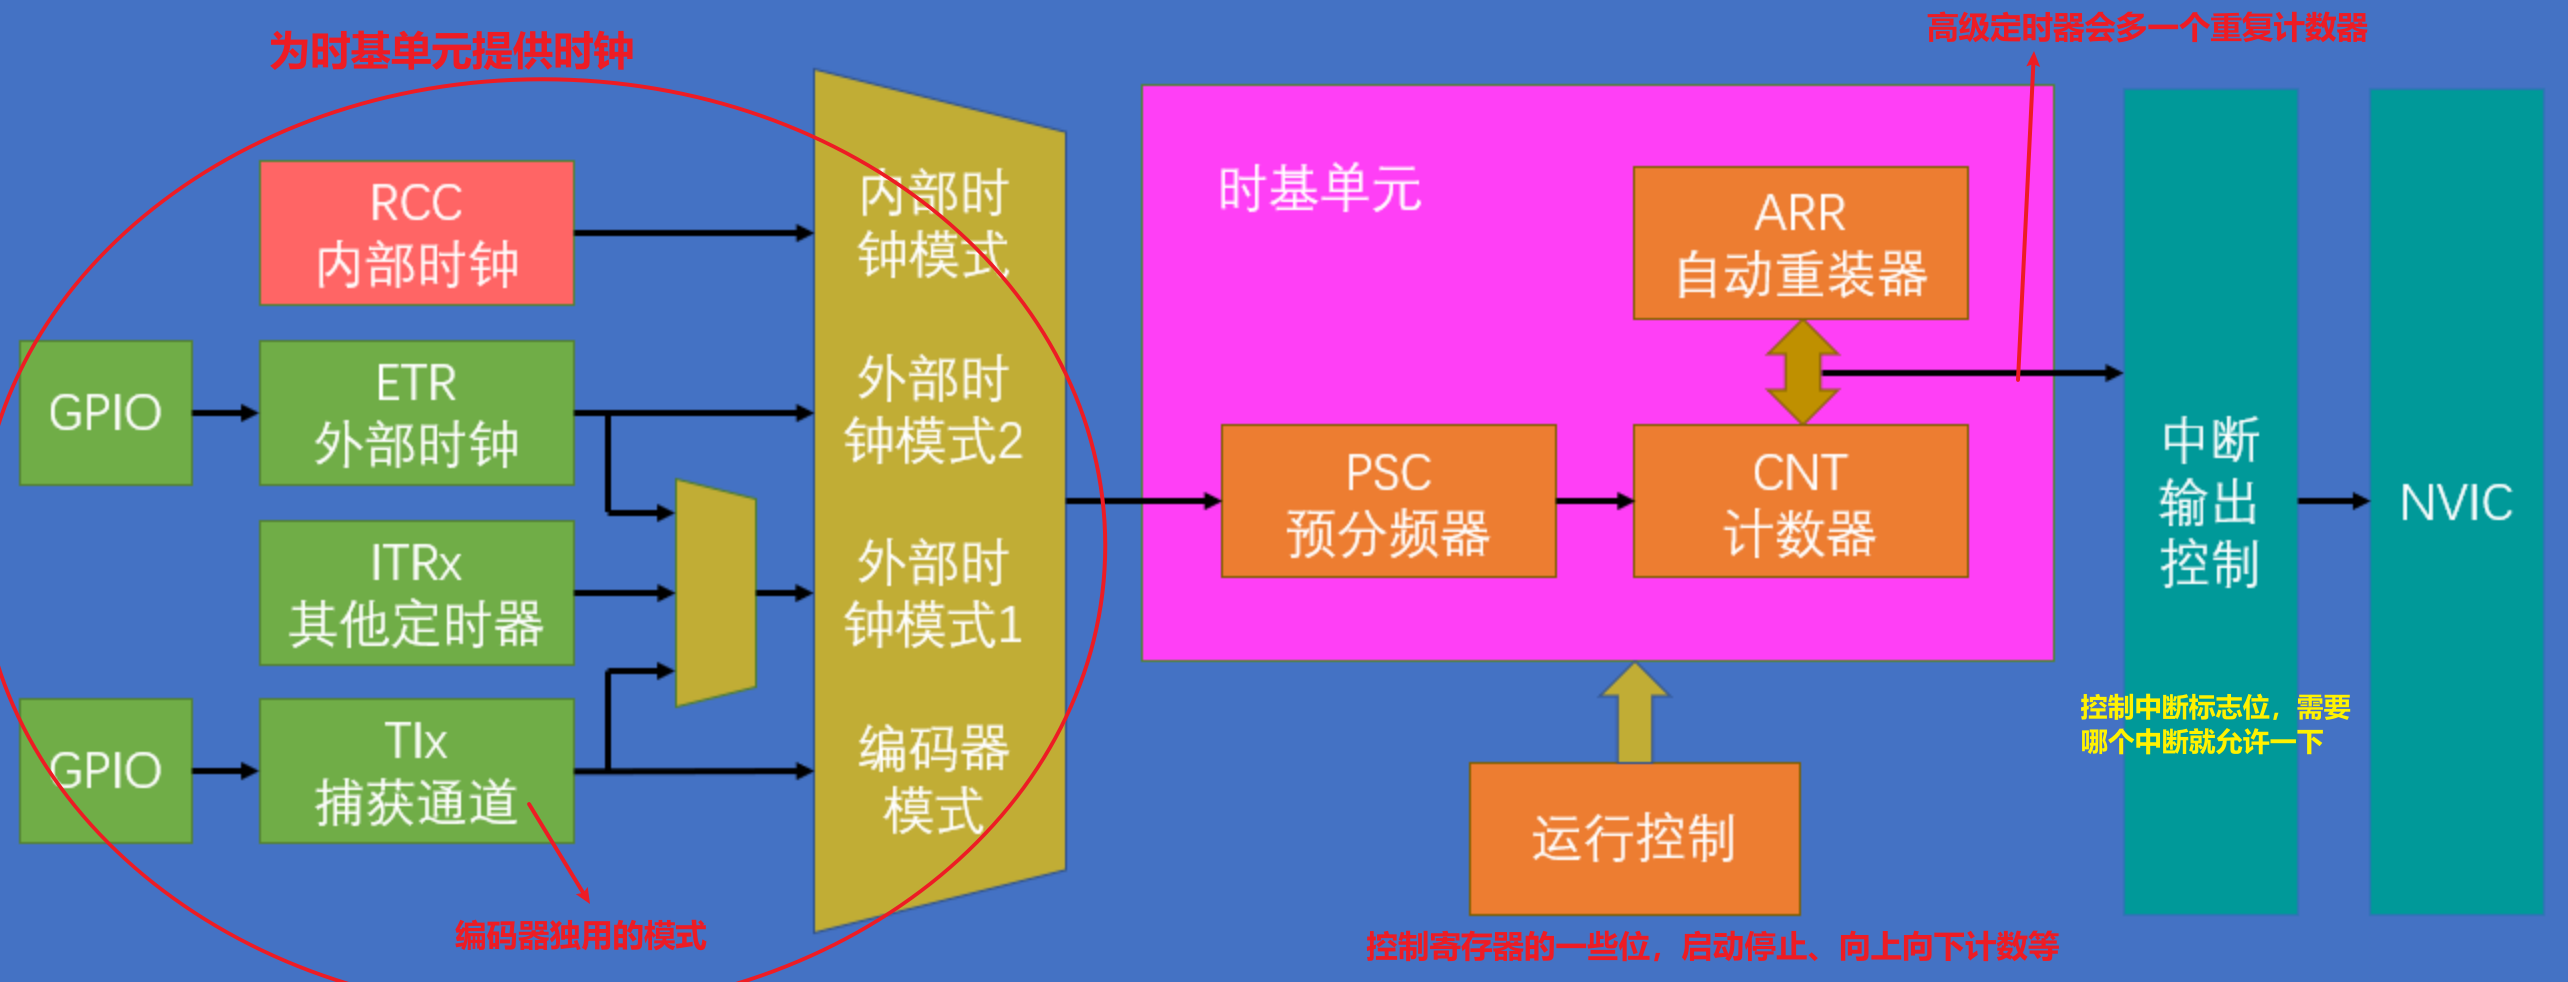 为时基单元提供时钟
高级定时器会多一个重复计数器
RCC
内部时钟
GPIO
ETR
外部时钟
ITRx
其他定时器
GPIO
TIx
捕获通道
编码器独用的模式
内部时
钟模式
外部时
钟模式2
外部时
钟模式1
编码器
模式
时基单元
ARR
自动重装器
PSC
预分频器
CNT
计数器
运行控制
控制寄存器的一些位，启动停止、向上向下计数等
中断
输出
控制
控制中断标志位，需要
哪个中断就允许一下
NVIC